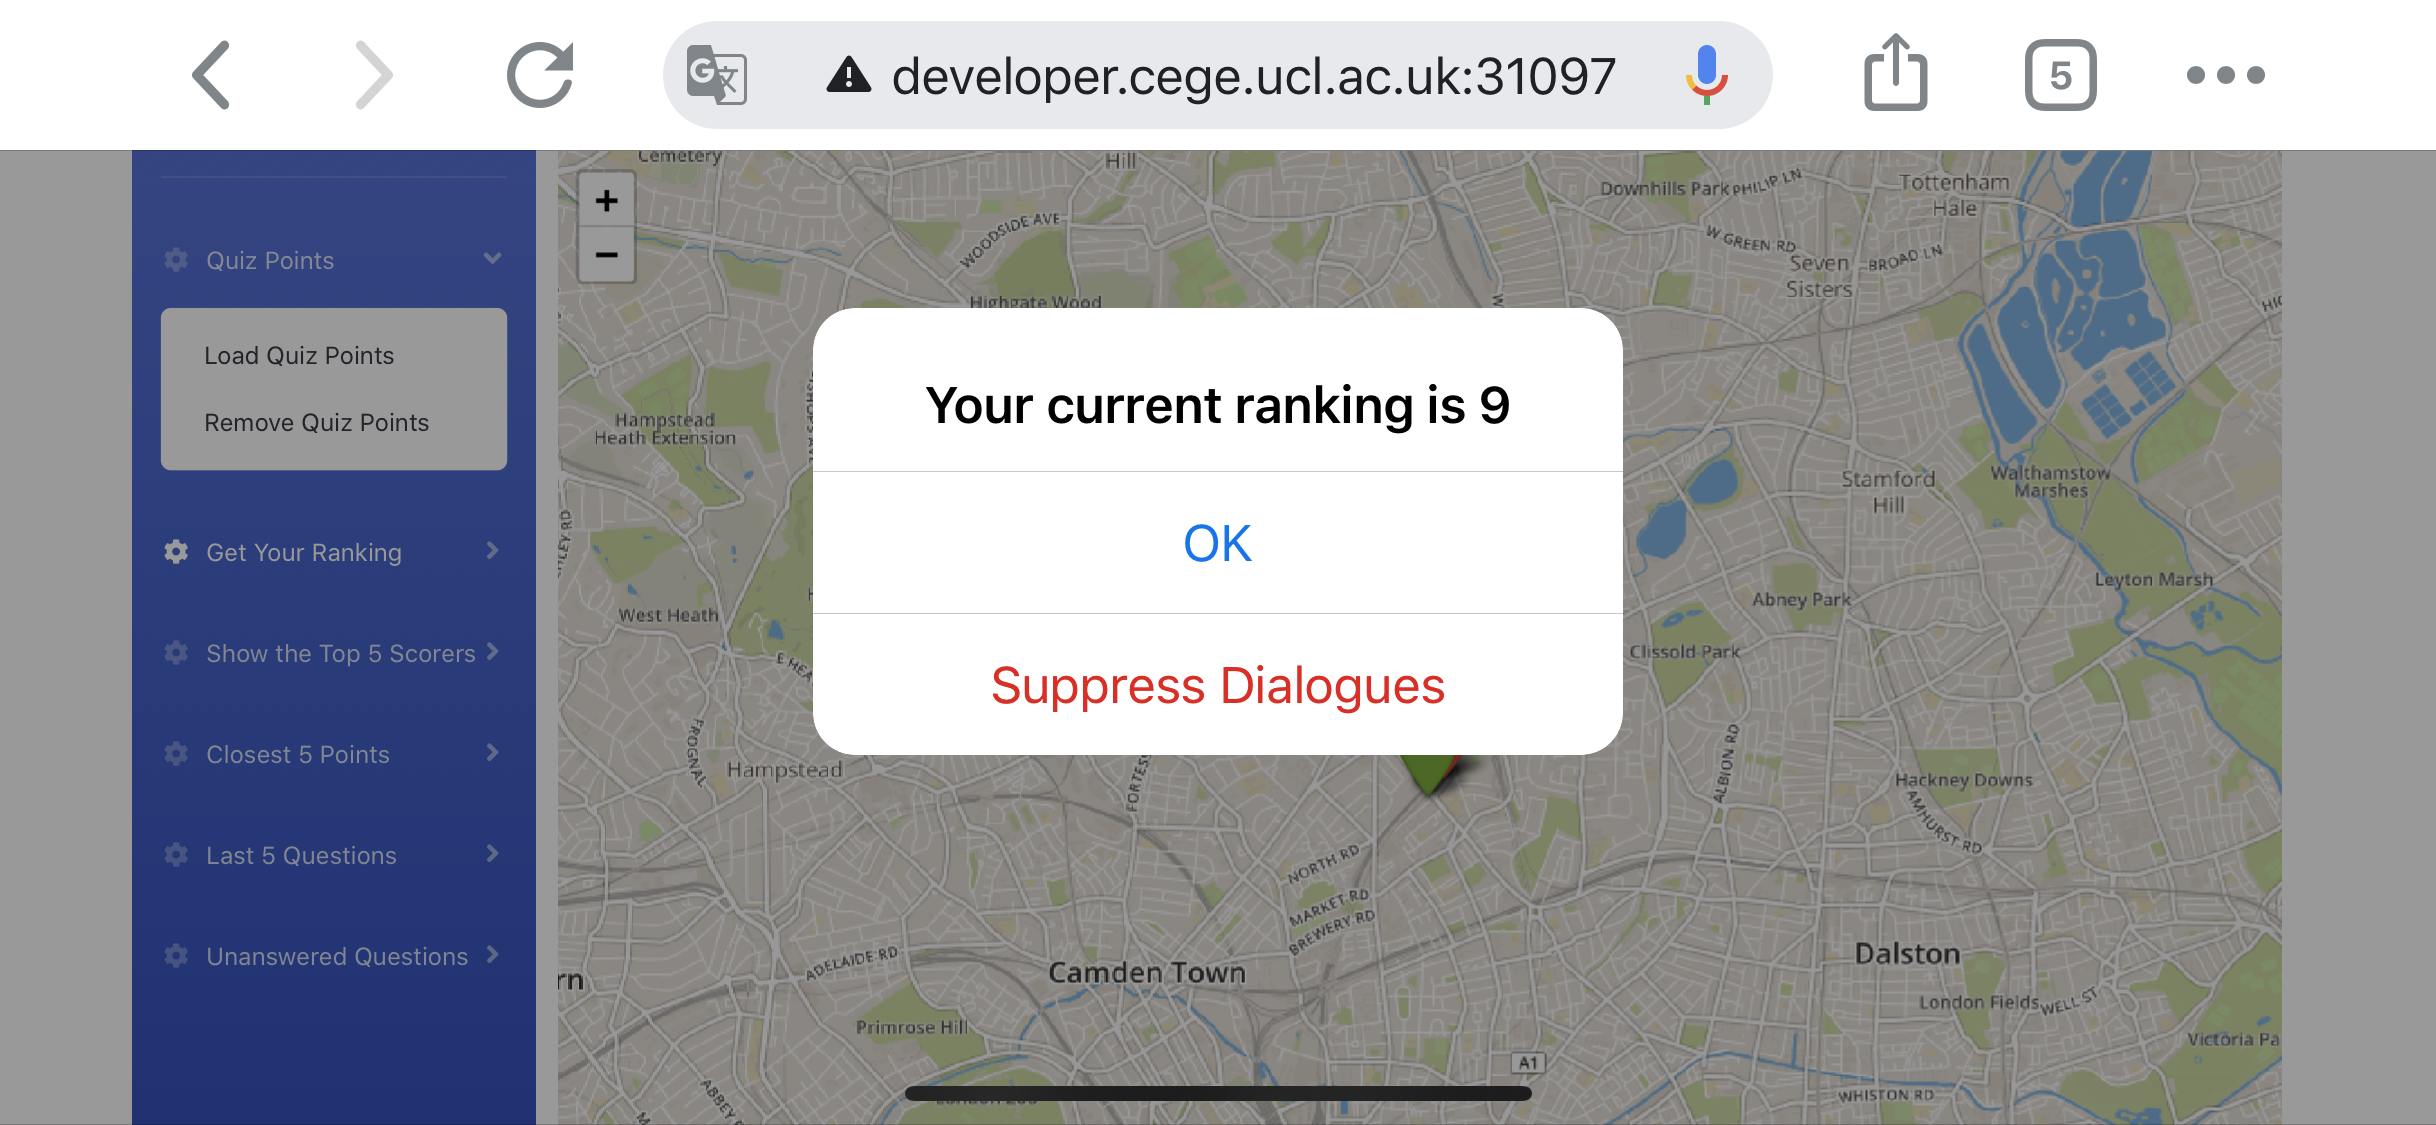 developer.cege.ucl.ac.uk:31097
5
Quiz Points
Load Quiz Points
Remove Quiz Points
Get Your Ranking
Show the Top 5 Scorers
Closest 5 Points
Last 5 Questions
Unanswered Questions
+
−
Your current ranking is 9
OK
Suppress Dialogues
Cemetery
Hill
WOODSIDE AVE
Highgate Wood
Downhills Park
PHILIP LN
Tottenham
Hale
W GREEN RD
Seven
Sisters
BROAD LN
Hampstead
Heath Extension
Stamford
Hill
Walthamstow
Marshes
Leyton Marsh
Abney Park
West Heath
Clissold Park
FROGNAL
Hampstead
ALBION RD
Hackney Downs
AMHURST RD
NORTH RD
MARKET RD
BREWERY RD
ADELAIDE RD
Camden Town
Dalston
London Fields
WELL ST
Primrose Hill
Victoria Pa
A1
WHISTON RD